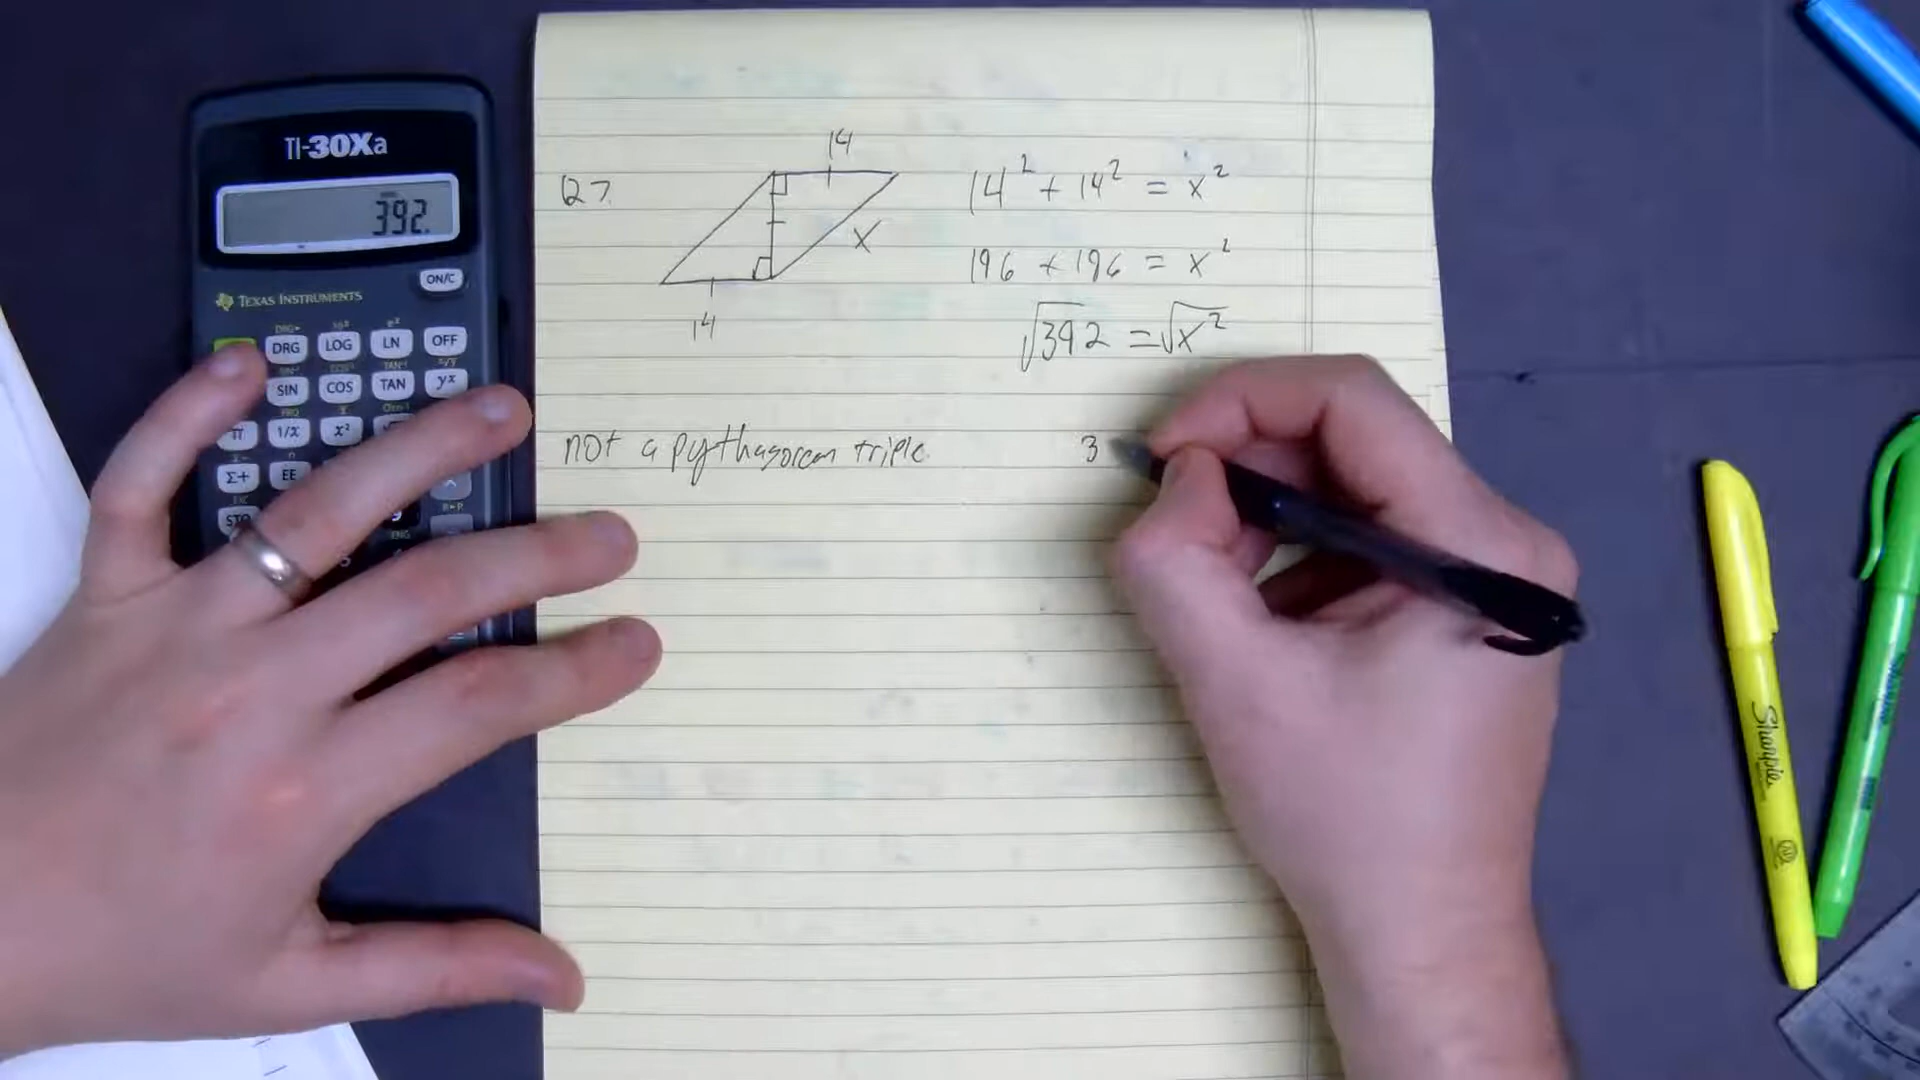 TI-30Xa
392.
ON/C
TEXAS INSTRUMENTS
DRG LOG LN OFF
SIN COS TAN yx
π 1/x x²
Σ+ EE
STO
Q7.
14
X
14
14² + 14² = x²
196 + 196 = x²
√392 = √x²
not a pythagorean triple.
3
Sharpie